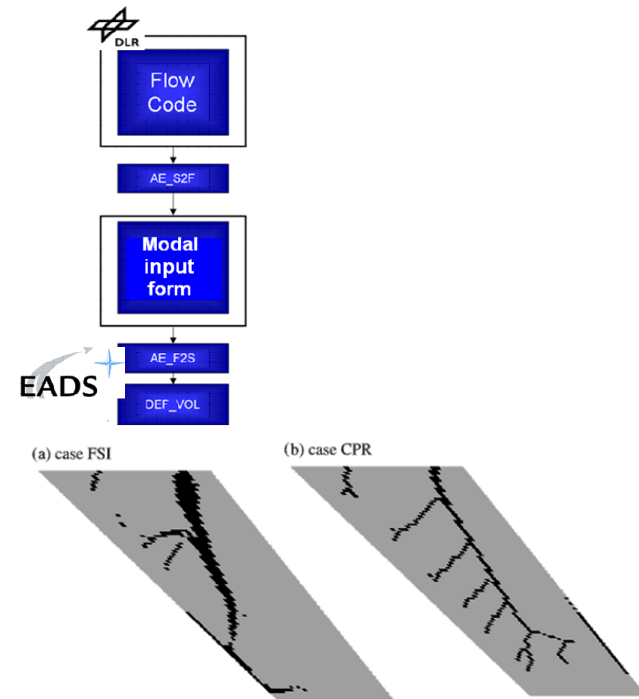 DLR
Flow
Code
AE_S2F
Modal
input
form
AE_F2S
EADS
DEF_VOL
(a) case FSI
(b) case CPR